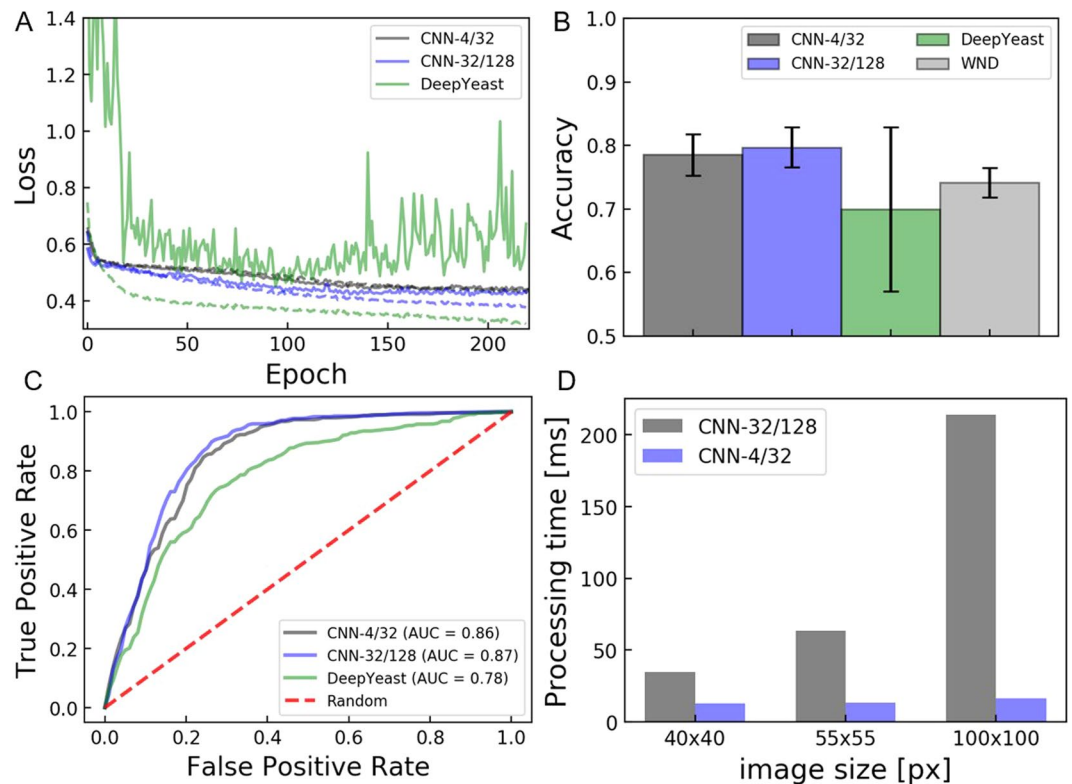 A
1.4
1.2
1.0
0.8
0.6
0.4
Loss
0
50
100
150
200
Epoch
CNN-4/32
CNN-32/128
DeepYeast
B
1.0
0.9
0.8
0.7
0.6
0.5
Accuracy
CNN-4/32
CNN-32/128
DeepYeast
WND
C
1.0
0.8
0.6
0.4
0.2
0.0
True Positive Rate
0.0
0.2
0.4
0.6
0.8
1.0
False Positive Rate
CNN-4/32 (AUC = 0.86)
CNN-32/128 (AUC = 0.87)
DeepYeast (AUC = 0.78)
Random
D
200
150
100
50
0
Processing time [ms]
CNN-32/128
CNN-4/32
40x40
55x55
100x100
image size [px]